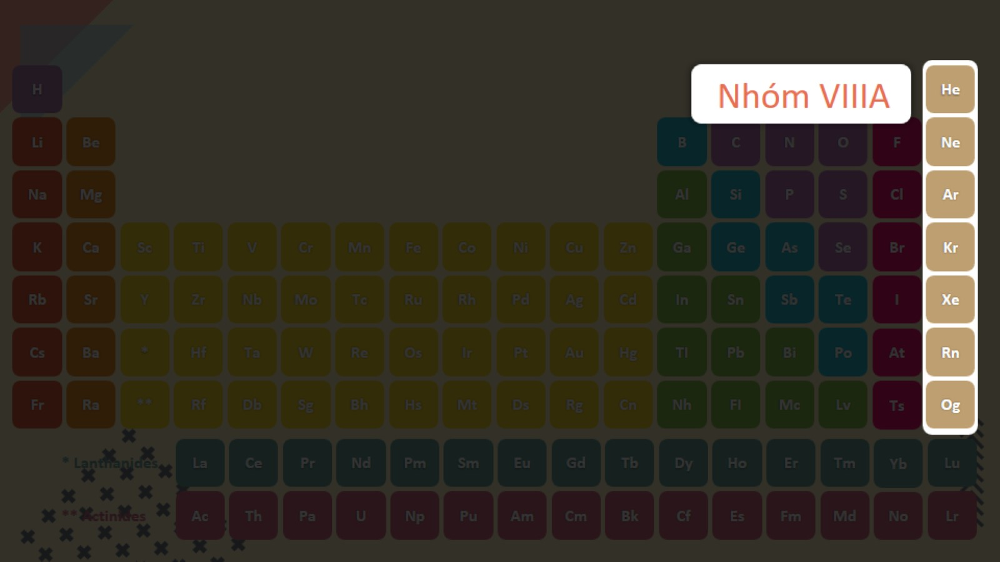 Nhóm VIIIA
H He
Li Be B C N O F Ne
Na Mg Al Si P S Cl Ar
K Ca Sc Ti V Cr Mn Fe Co Ni Cu Zn Ga Ge As Se Br Kr
Rb Sr Y Zr Nb Mo Tc Ru Rh Pd Ag Cd In Sn Sb Te I Xe
Cs Ba * Hf Ta W Re Os Ir Pt Au Hg Tl Pb Bi Po At Rn
Fr Ra ** Rf Db Sg Bh Hs Mt Ds Rg Cn Nh Fl Mc Lv Ts Og
* Lanthanides La Ce Pr Nd Pm Sm Eu Gd Tb Dy Ho Er Tm Yb Lu
** Actinides Ac Th Pa U Np Pu Am Cm Bk Cf Es Fm Md No Lr